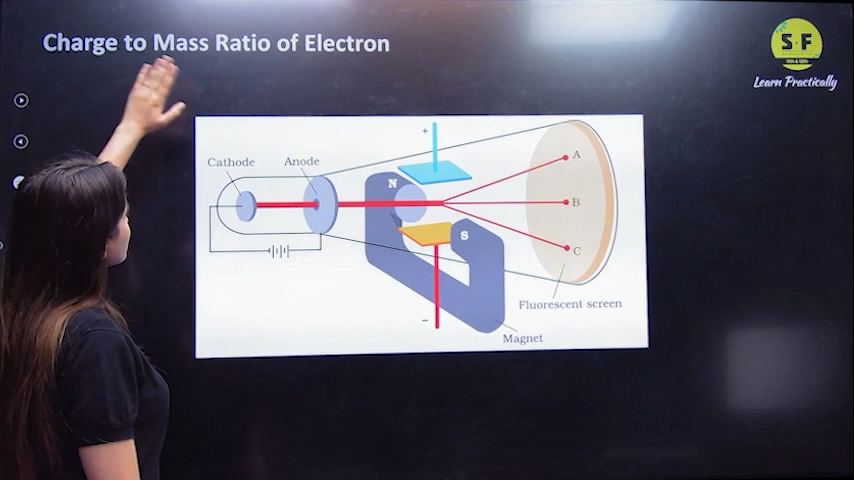 Charge to Mass Ratio of Electron
S F
Learn Practically
Cathode
Anode
+
N
S
A
B
C
Fluorescent screen
−
Magnet